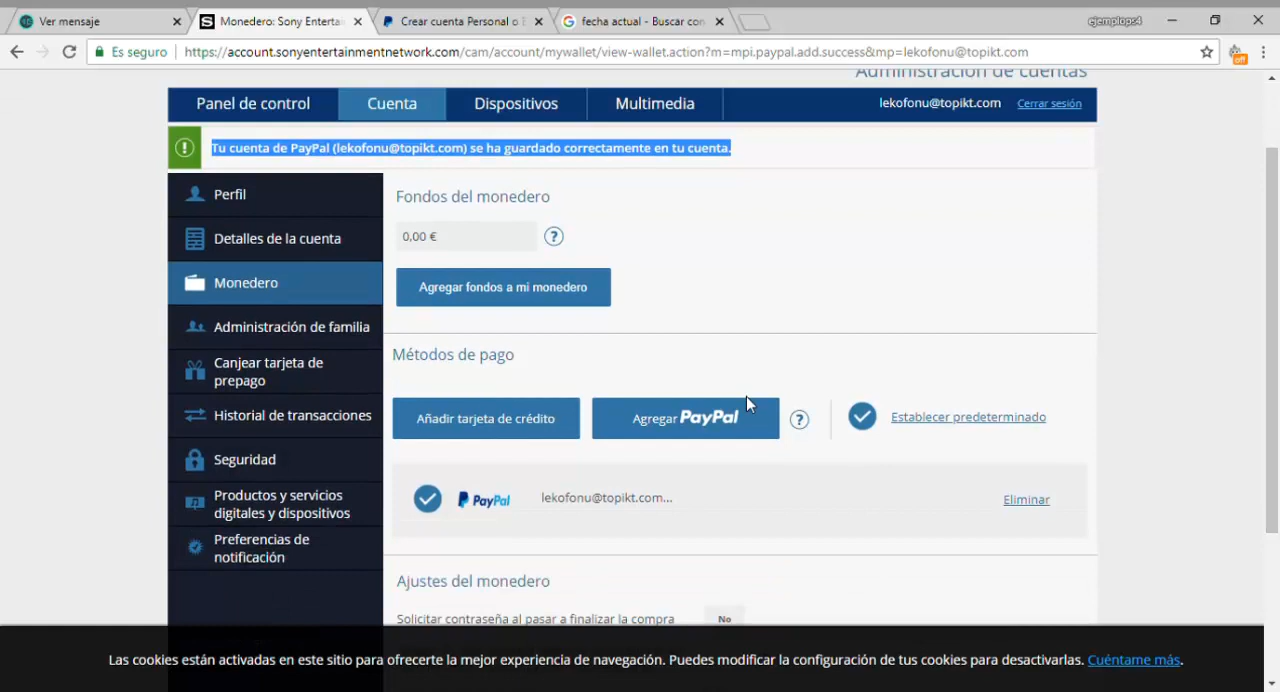 Ver mensaje
Monedero: Sony Enterta
Crear cuenta Personal o E
fecha actual - Buscar con
ejemplops4
Es seguro
https://account.sonyentertainmentnetwork.com/cam/account/mywallet/view-wallet.action?m=mpi.paypal.add.success&mp=lekofonu@topikt.com
off
Administración de cuentas
Panel de control
Cuenta
Dispositivos
Multimedia
lekofonu@topikt.com
Cerrar sesión
Tu cuenta de PayPal (lekofonu@topikt.com) se ha guardado correctamente en tu cuenta.
Perfil
Detalles de la cuenta
Monedero
Administración de familia
Canjear tarjeta de
prepago
Historial de transacciones
Seguridad
Productos y servicios
digitales y dispositivos
Preferencias de
notificación
Fondos del monedero
0,00 €
?
Agregar fondos a mi monedero
Métodos de pago
Añadir tarjeta de crédito
Agregar PayPal
?
Establecer predeterminado
PayPal
lekofonu@topikt.com...
Eliminar
Ajustes del monedero
Solicitar contraseña al pasar a finalizar la compra
No
Las cookies están activadas en este sitio para ofrecerte la mejor experiencia de navegación. Puedes modificar la configuración de tus cookies para desactivarlas. Cuéntame más.